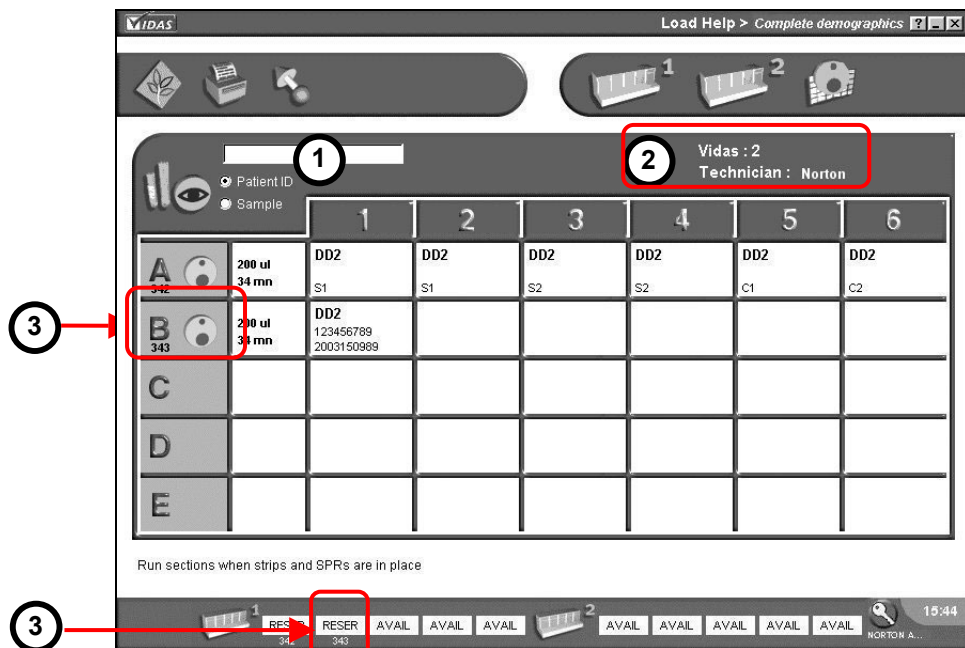 VIDAS Load Help > Complete demographics ? _ X
1 2
1 2 Vidas : 2
Technician : Norton
Patient ID
Sample
1 2 3 4 5 6
A 342 200 ul 34 mn DD2 S1 DD2 S1 DD2 S2 DD2 S2 DD2 C1 DD2 C2
3 B 343 200 ul 34 mn DD2 123456789 2003150989
C
D
E
Run sections when strips and SPRs are in place
3 1 RESER RESER AVAIL AVAIL AVAIL 2 AVAIL AVAIL AVAIL AVAIL AVAIL 15:44
342 343 NORTON A...